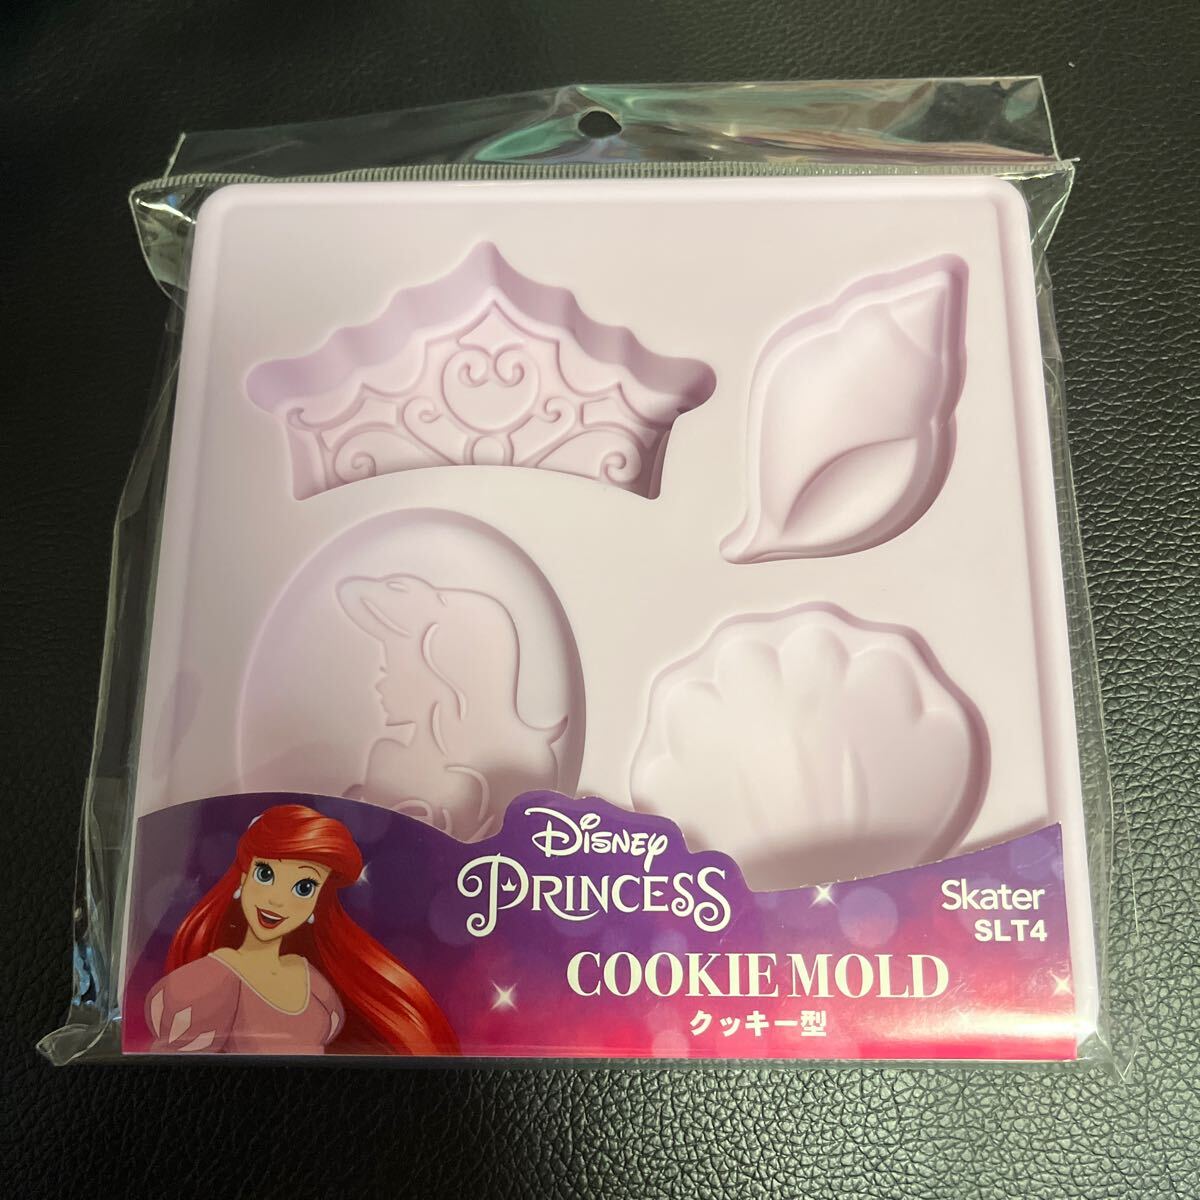 Disney
PRINCESS
Skater
SLT4
COOKIE MOLD
クッキー型